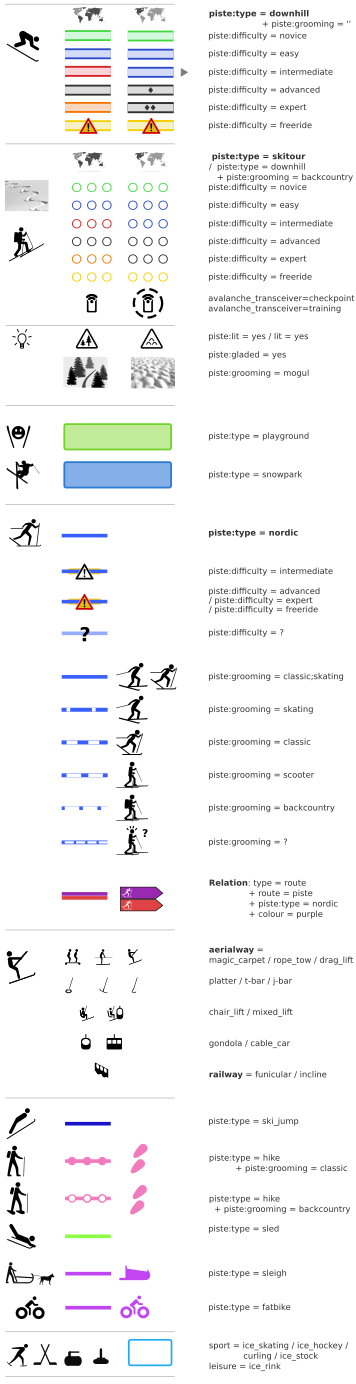 piste:type = downhill
+ piste:grooming = ''
piste:difficulty = novice
piste:difficulty = easy
piste:difficulty = intermediate
piste:difficulty = advanced
piste:difficulty = expert
piste:difficulty = freeride
piste:type = skitour
/ piste:type = downhill
+ piste:grooming = backcountry
piste:difficulty = novice
piste:difficulty = easy
piste:difficulty = intermediate
piste:difficulty = advanced
piste:difficulty = expert
piste:difficulty = freeride
avalanche_transceiver=checkpoint
avalanche_transceiver=training
piste:lit = yes / lit = yes
piste:gladed = yes
piste:grooming = mogul
piste:type = playground
piste:type = snowpark
piste:type = nordic
piste:difficulty = intermediate
piste:difficulty = advanced
/ piste:difficulty = expert
/ piste:difficulty = freeride
?
piste:difficulty = ?
piste:grooming = classic;skating
piste:grooming = skating
piste:grooming = classic
piste:grooming = scooter
piste:grooming = backcountry
?
piste:grooming = ?
Relation: type = route
+ route = piste
+ piste:type = nordic
+ colour = purple
aerialway =
magic_carpet / rope_tow / drag_lift
platter / t-bar / j-bar
chair_lift / mixed_lift
gondola / cable_car
railway = funicular / incline
piste:type = ski_jump
piste:type = hike
+ piste:grooming = classic
piste:type = hike
+ piste:grooming = backcountry
piste:type = sled
piste:type = sleigh
piste:type = fatbike
sport = ice_skating / ice_hockey /
curling / ice_stock
leisure = ice_rink